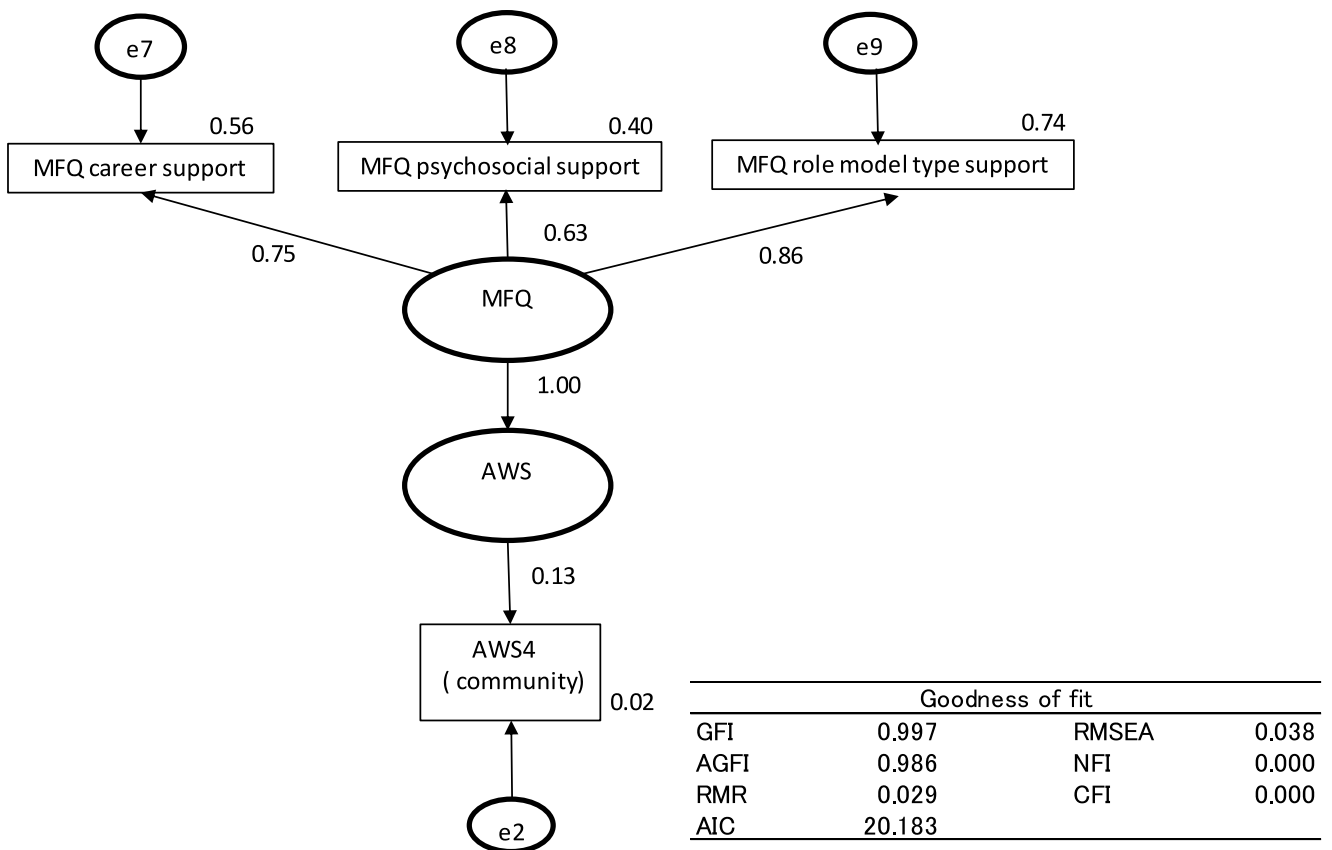 e7
e8
e9
0.56
0.40
0.74
MFQ career support
MFQ psychosocial support
MFQ role model type support
0.75
0.63
0.86
MFQ
1.00
AWS
0.13
AWS4
( community)
0.02
e2
Goodness of fit
GFI 0.997 RMSEA 0.038
AGFI 0.986 NFI 0.000
RMR 0.029 CFI 0.000
AIC 20.183